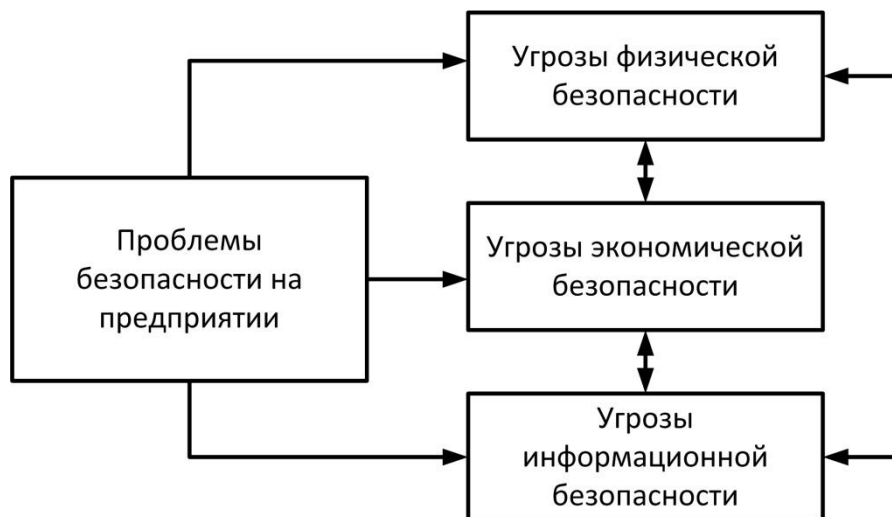 Угрозы физической
безопасности
Проблемы
безопасности на
предприятии
Угрозы экономической
безопасности
Угрозы
информационной
безопасности